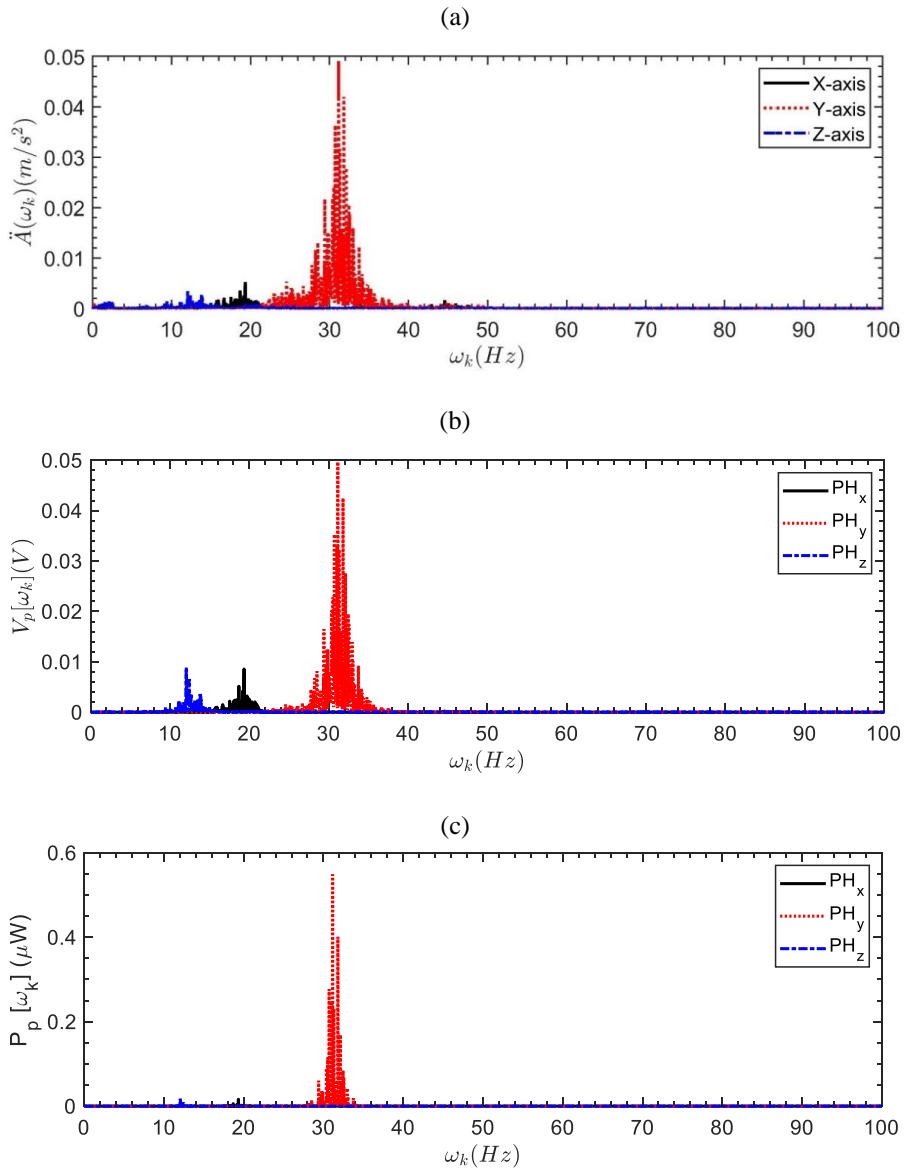 (a)
0.05
0.04
0.03
0.02
0.01
0
Ä(ω_k)(m/s²)
X-axis
Y-axis
Z-axis
0 10 20 30 40 50 60 70 80 90 100
ω_k(Hz)
(b)
0.05
0.04
0.03
0.02
0.01
0
V_p[ω_k](V)
PH_x
PH_y
PH_z
0 10 20 30 40 50 60 70 80 90 100
ω_k(Hz)
(c)
0.6
0.4
0.2
0
P_p [ω_k] (μW)
PH_x
PH_y
PH_z
0 10 20 30 40 50 60 70 80 90 100
ω_k(Hz)